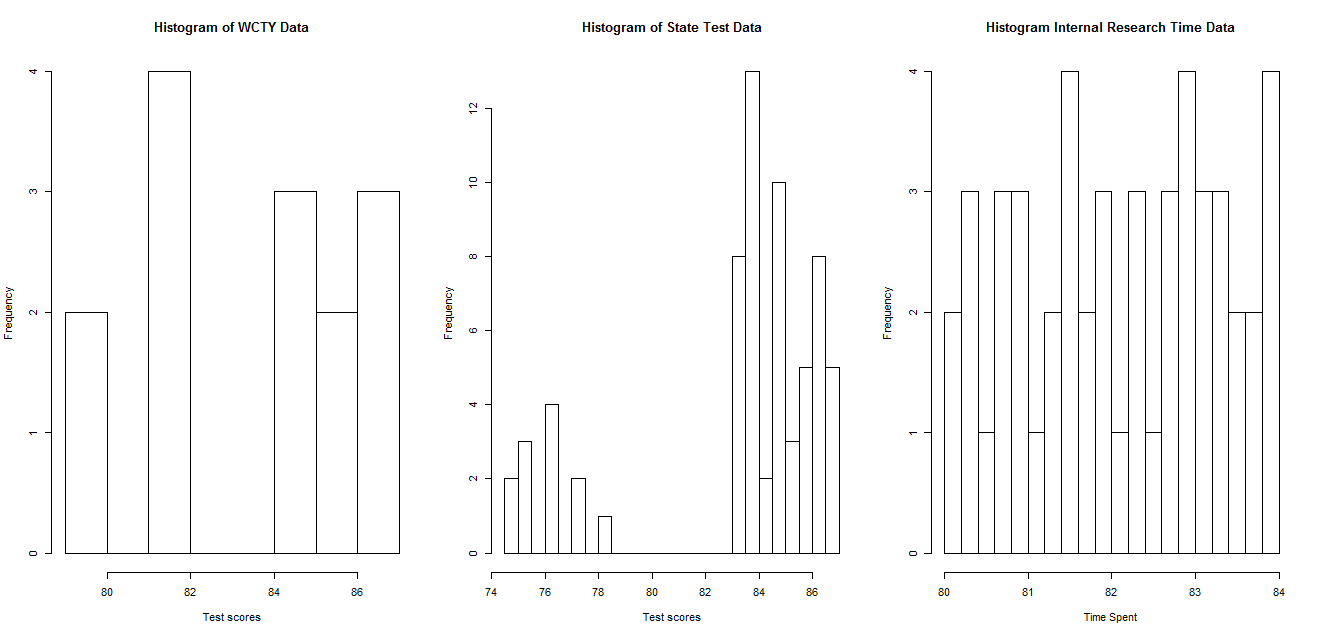 Histogram of WCTY Data
Frequency
0 1 2 3 4
80 82 84 86
Test scores
Histogram of State Test Data
Frequency
0 2 4 6 8 10 12
74 76 78 80 82 84 86
Test scores
Histogram Internal Research Time Data
Frequency
0 1 2 3 4
80 81 82 83 84
Time Spent